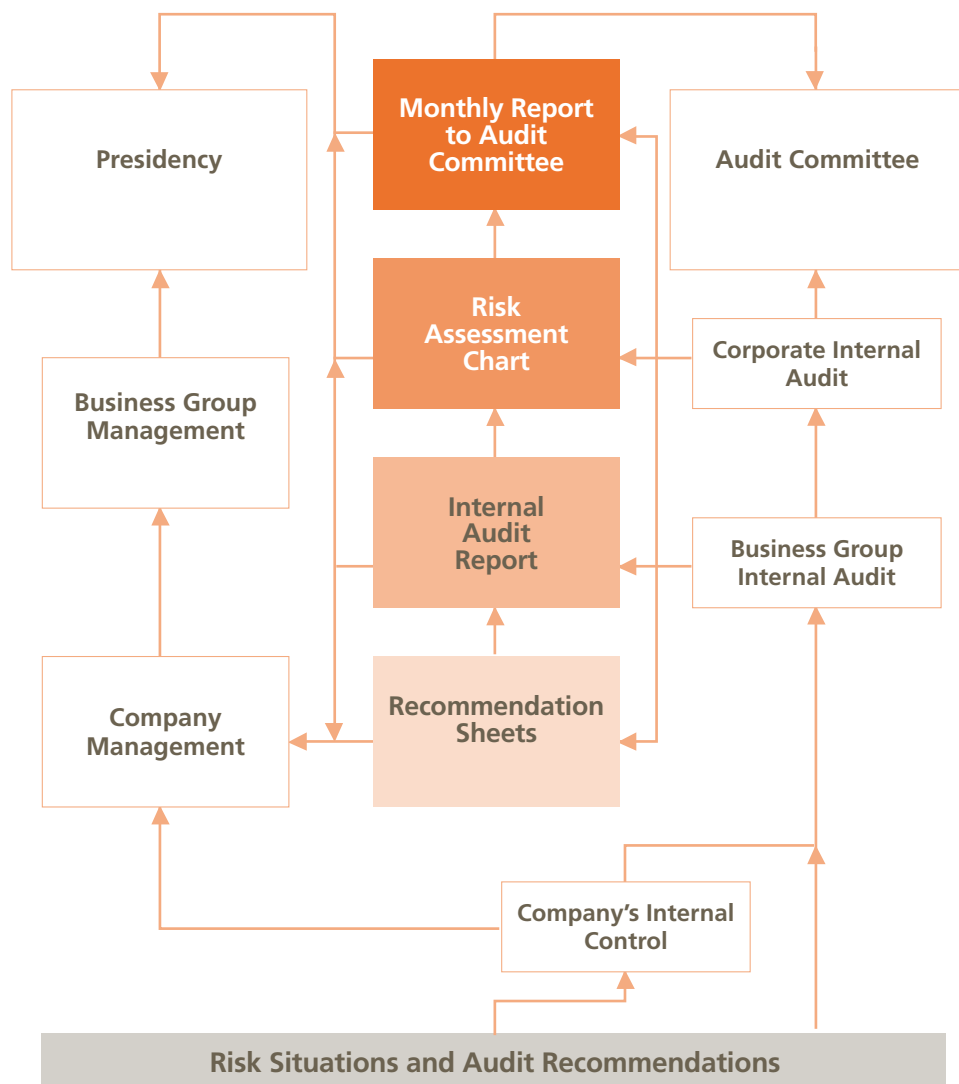 Monthly Report
to Audit
Committee
Presidency
Audit Committee
Risk
Assessment
Chart
Corporate Internal
Audit
Business Group
Management
Internal
Audit
Report
Business Group
Internal Audit
Recommendation
Sheets
Company
Management
Company’s Internal
Control
Risk Situations and Audit Recommendations